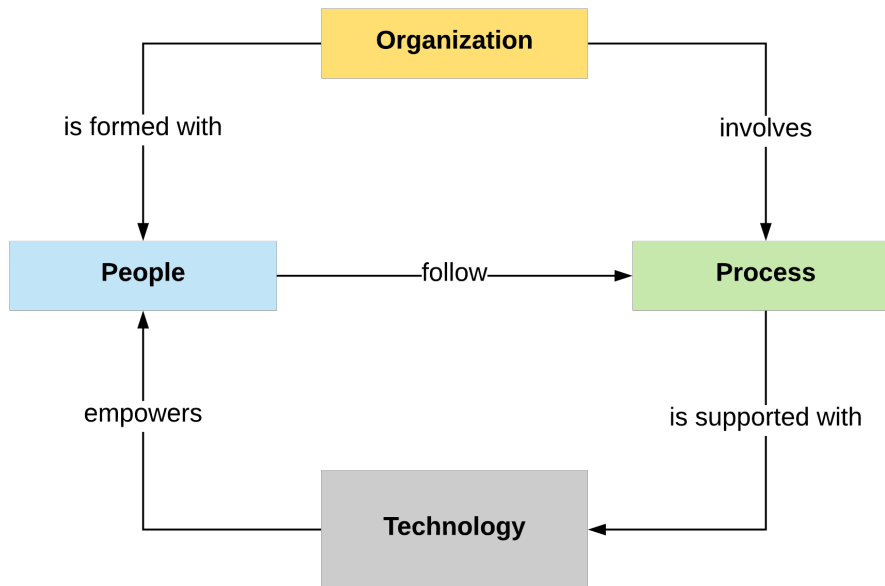 Organization
is formed with
involves
People
follow
Process
empowers
is supported with
Technology